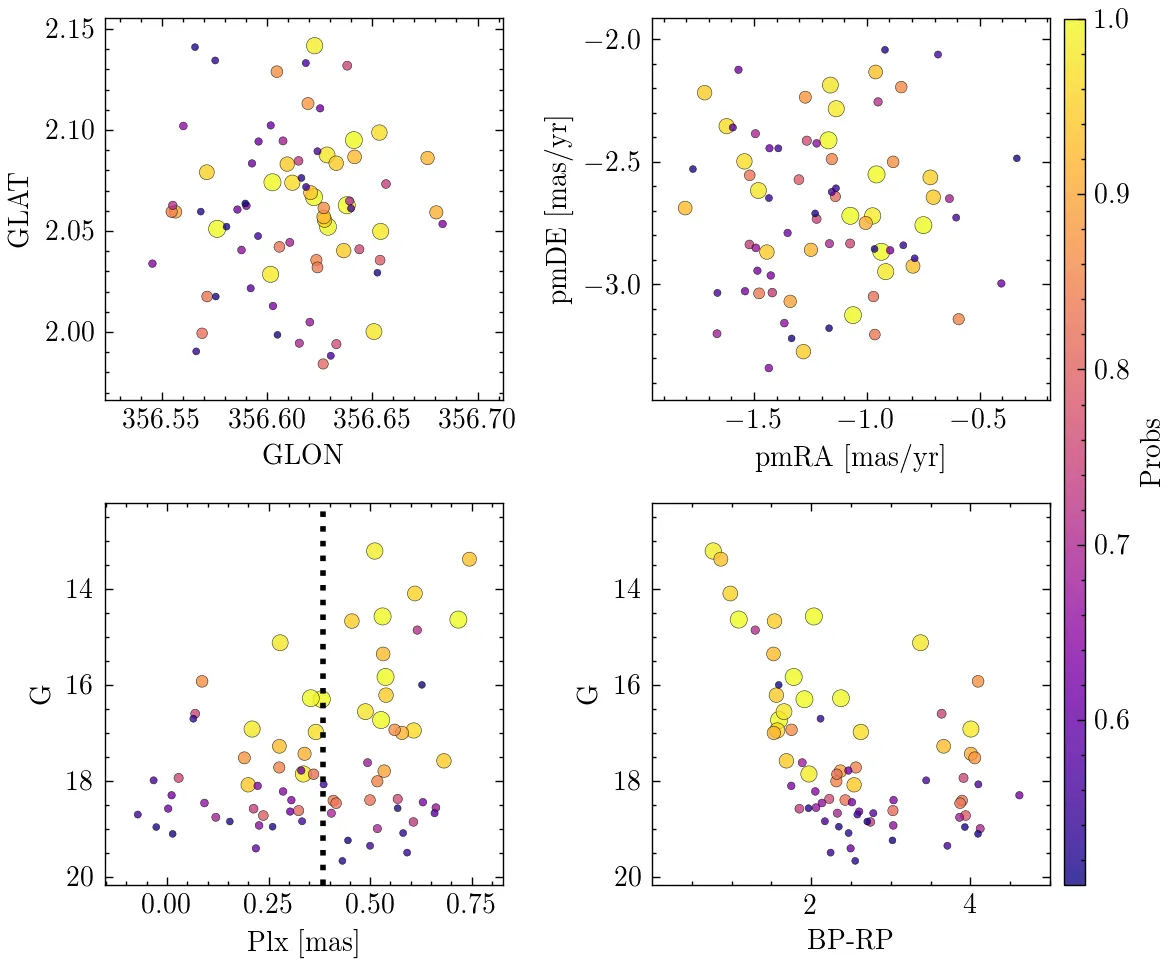 2.15
2.10
2.05
2.00
GLAT
356.55 356.60 356.65 356.70
GLON
−2.0
−2.5
−3.0
pmDE [mas/yr]
−1.5 −1.0 −0.5
pmRA [mas/yr]
1.0
0.9
0.8
0.7
0.6
Probs
14
16
18
20
G
0.00 0.25 0.50 0.75
Plx [mas]
14
16
18
20
G
2 4
BP-RP